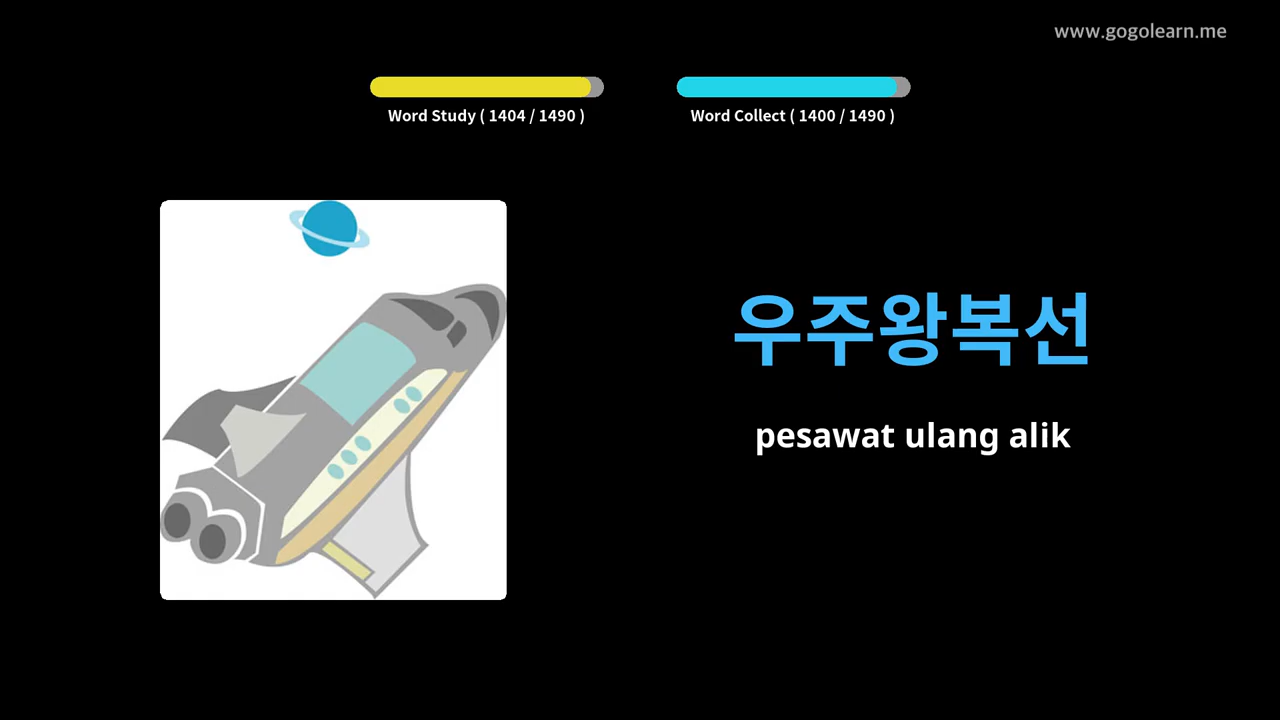 www.gogolearn.me
Word Study ( 1404 / 1490 )
Word Collect ( 1400 / 1490 )
우주왕복선
pesawat ulang alik